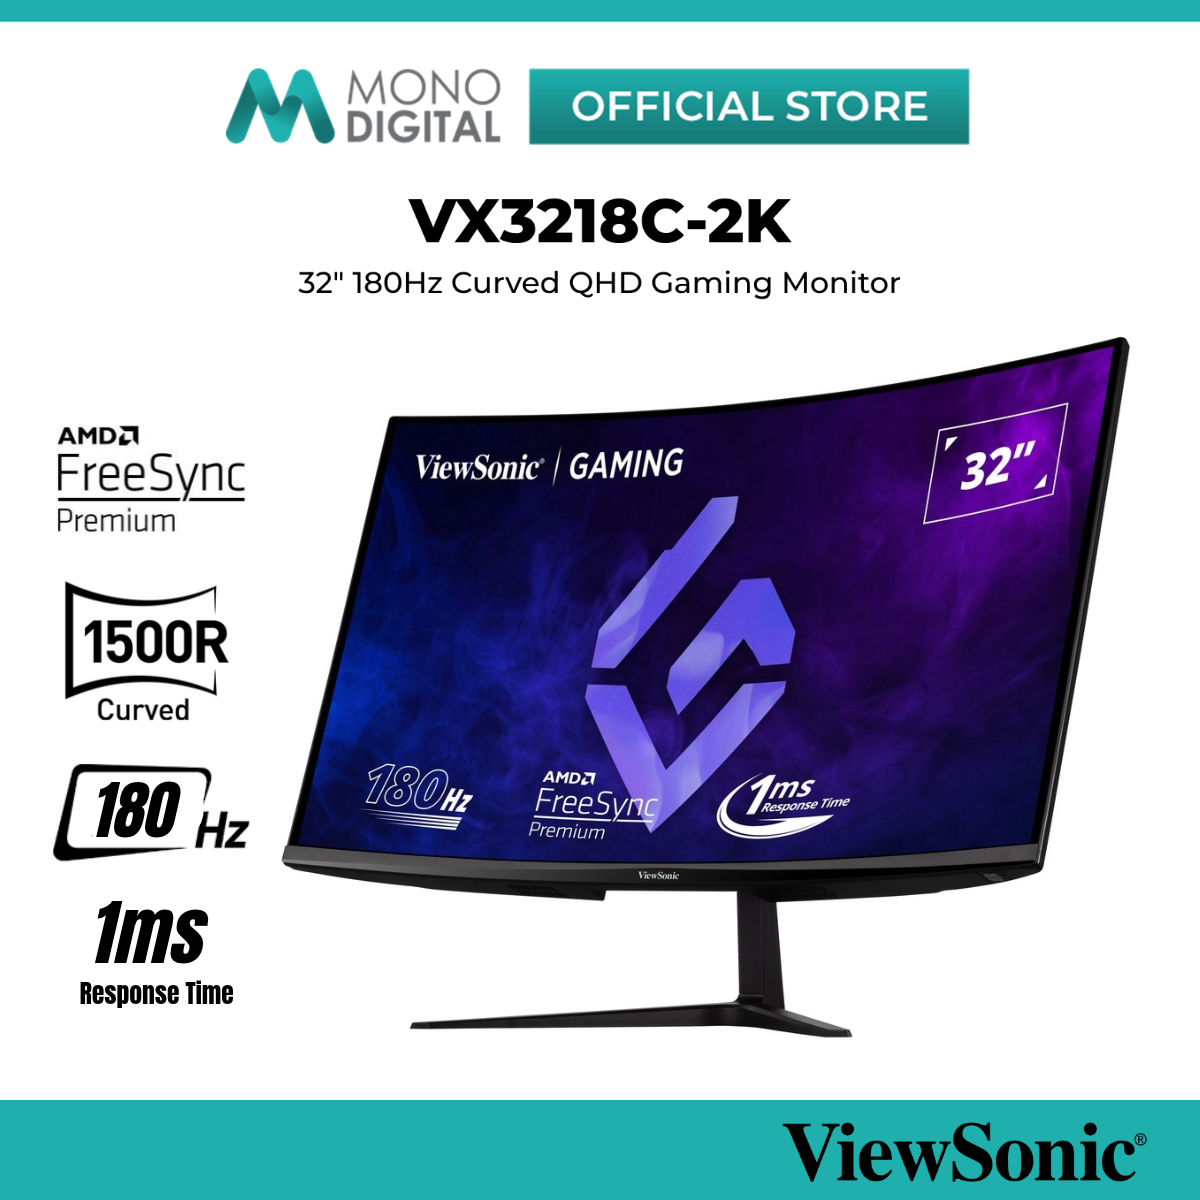 MONO
DIGITAL
OFFICIAL STORE
VX3218C-2K
32" 180Hz Curved QHD Gaming Monitor
AMD
FreeSync
Premium
1500R
Curved
180 Hz
1ms
Response Time
ViewSonic® | GAMING
32"
180Hz
AMD
FreeSync
Premium
1ms
Response Time
ViewSonic
ViewSonic®